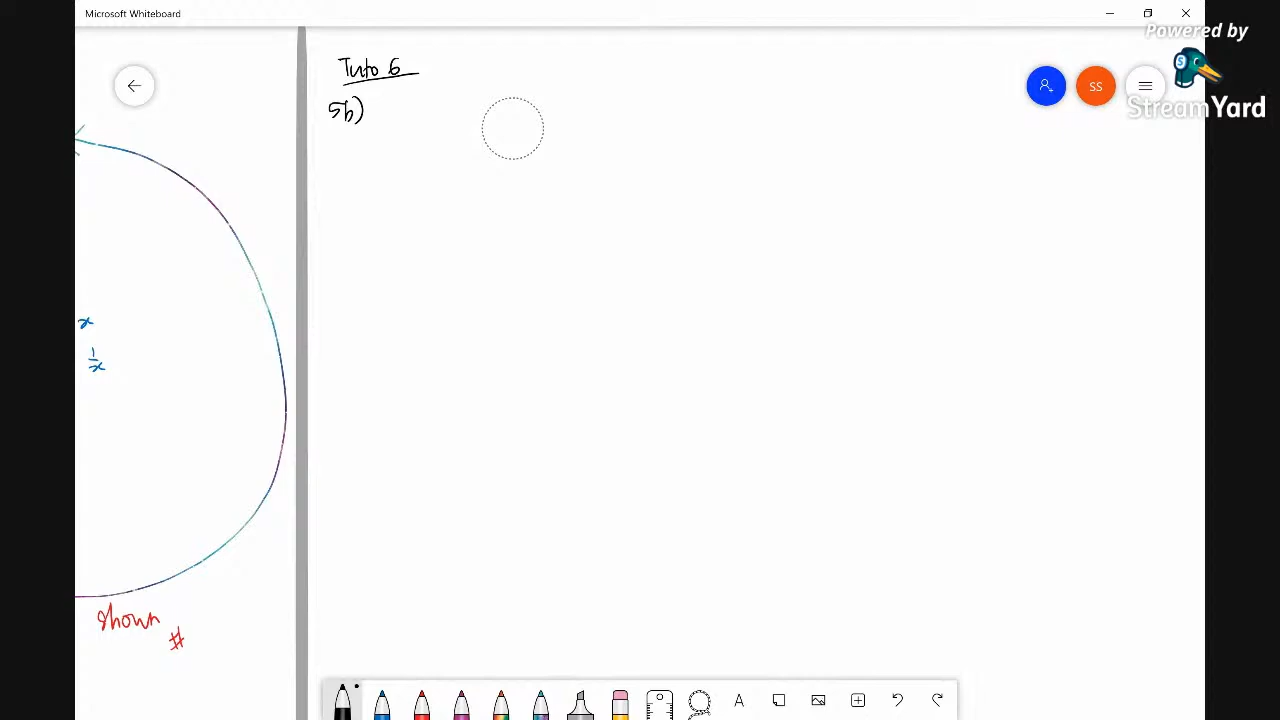 Microsoft Whiteboard
Powered by
StreamYard
SS
Tuto 6
5b)
x
1/x
shown
#
A